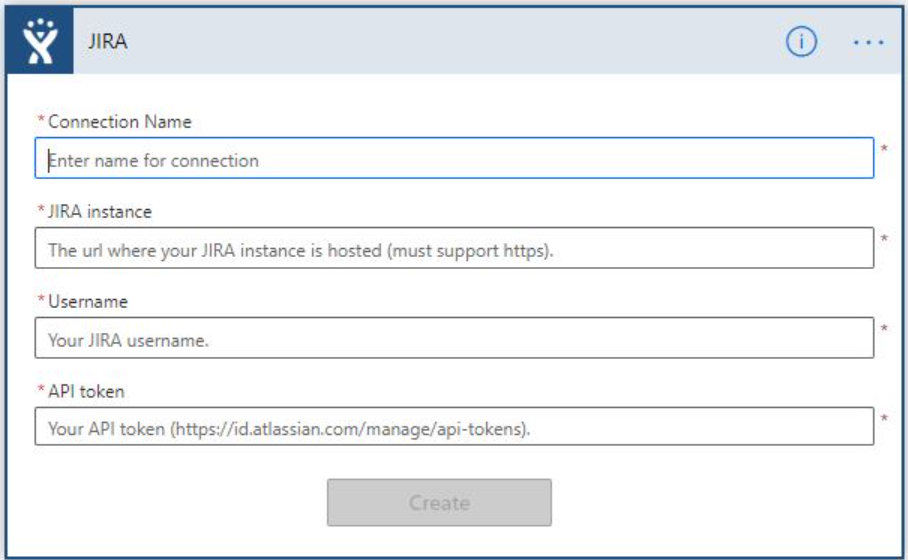 JIRA
* Connection Name
Enter name for connection *
* JIRA instance
The url where your JIRA instance is hosted (must support https). *
* Username
Your JIRA username. *
* API token
Your API token (https://id.atlassian.com/manage/api-tokens). *
Create